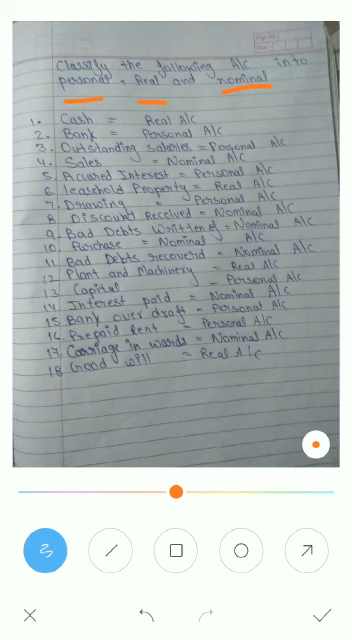 Classify the following A/c into
personal, Real and nominal
1. Cash = Real A/c
2. Bank = Personal A/c
3. Outstanding saleries = Personal A/c
4. Sales = Nominal A/c
5 Accured Interest = Personal A/c
6 Leasehold Property = Real A/c
7. Drawing = Personal A/c
8 Discount Received = Nominal A/c
9. Bad Debts Written of = Nominal A/c
10. Purchase = Nominal A/c
11 Bad Debts recoverd = Nominal A/c
12 Plant and Machinery = Real A/c
13 Capital = Personal A/c
14 Interest paid = Nominal A/c
15 Bank over draft = Personal A/c
16. Prepaid Rent = Personal A/c
17. Carriage in wards = Nominal A/c
18 Good will = Real A/c